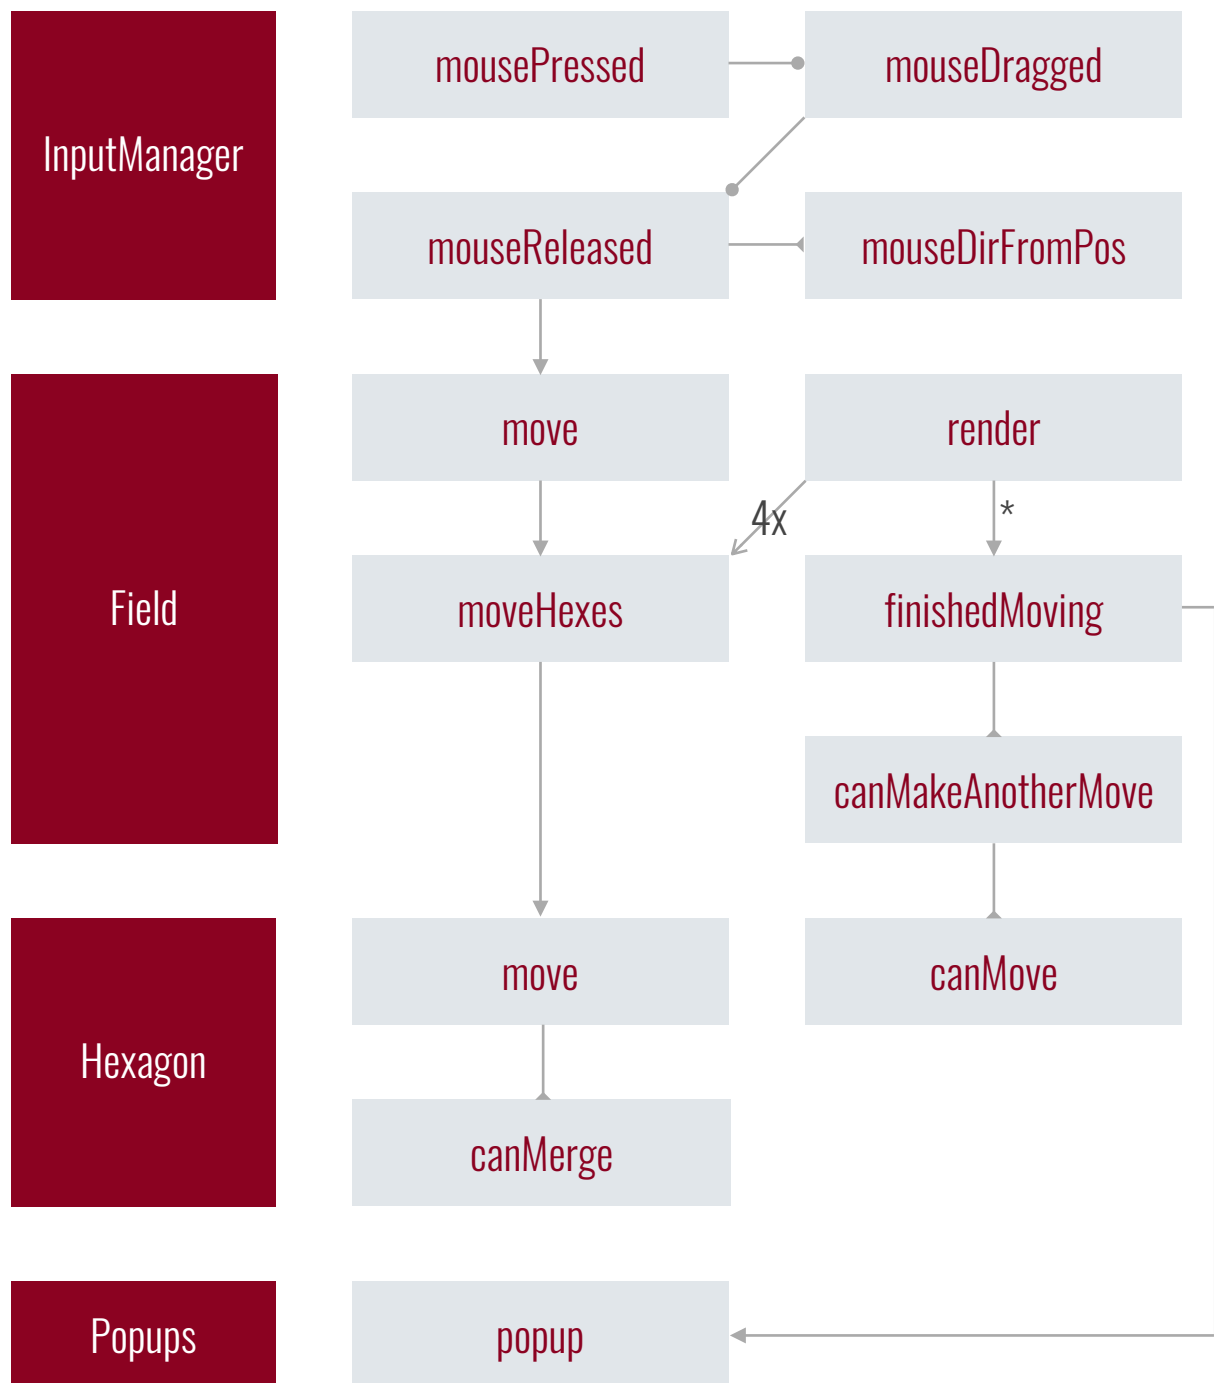 InputManager
mousePressed
mouseDragged
mouseReleased
mouseDirFromPos
Field
move
render
4x
*
moveHexes
finishedMoving
canMakeAnotherMove
Hexagon
move
canMove
canMerge
Popups
popup